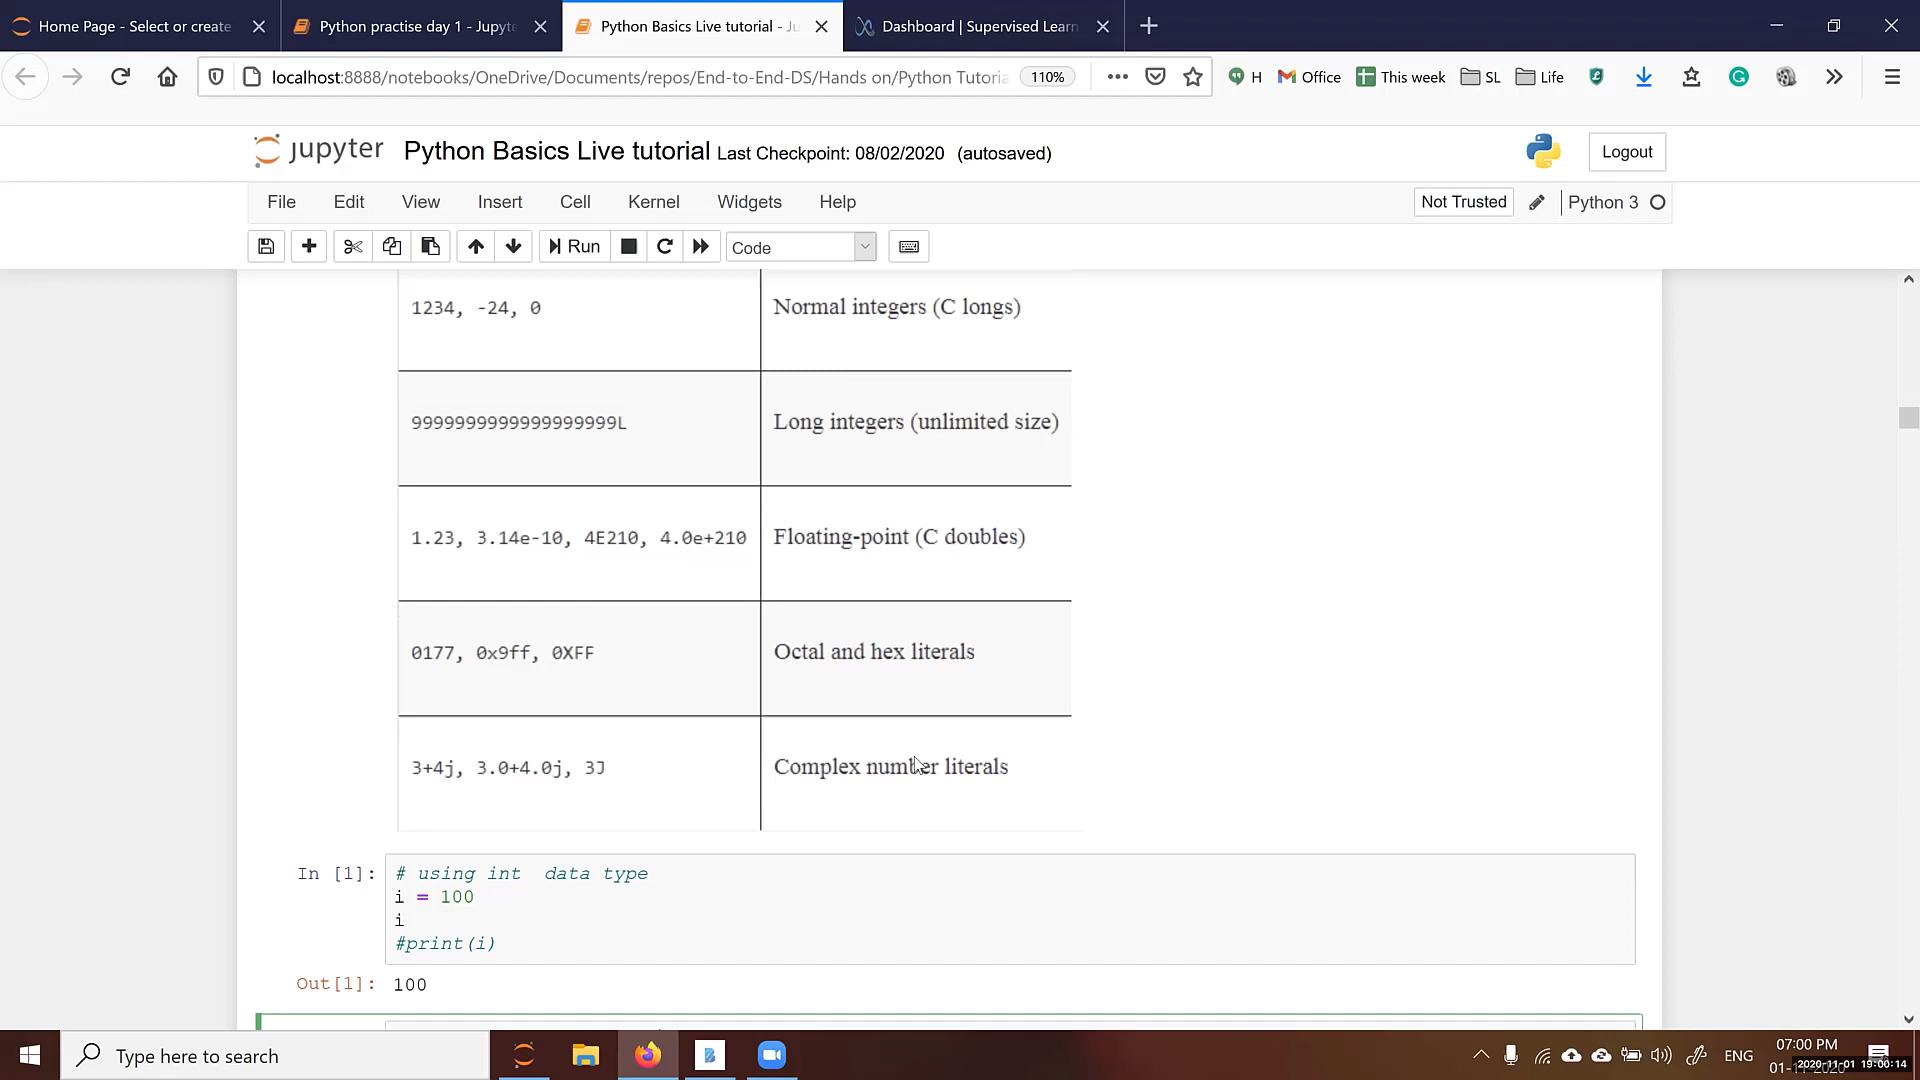 Home Page - Select or create
Python practise day 1 - Jupyte
Python Basics Live tutorial - Ju
Dashboard | Supervised Learn
localhost:8888/notebooks/OneDrive/Documents/repos/End-to-End-DS/Hands on/Python Tutoria
110%
H
Office
This week
SL
Life
jupyter
Python Basics Live tutorial Last Checkpoint: 08/02/2020 (autosaved)
Logout
File Edit View Insert Cell Kernel Widgets Help
Not Trusted
Python 3
Run
Code
1234, -24, 0
Normal integers (C longs)
9999999999999999999L
Long integers (unlimited size)
1.23, 3.14e-10, 4E210, 4.0e+210
Floating-point (C doubles)
0177, 0x9ff, 0XFF
Octal and hex literals
3+4j, 3.0+4.0j, 3J
Complex number literals
In [1]:
# using int  data type
i = 100
i
#print(i)
Out[1]: 100
Type here to search
ENG
07:00 PM
2020-11-01 19:00:14